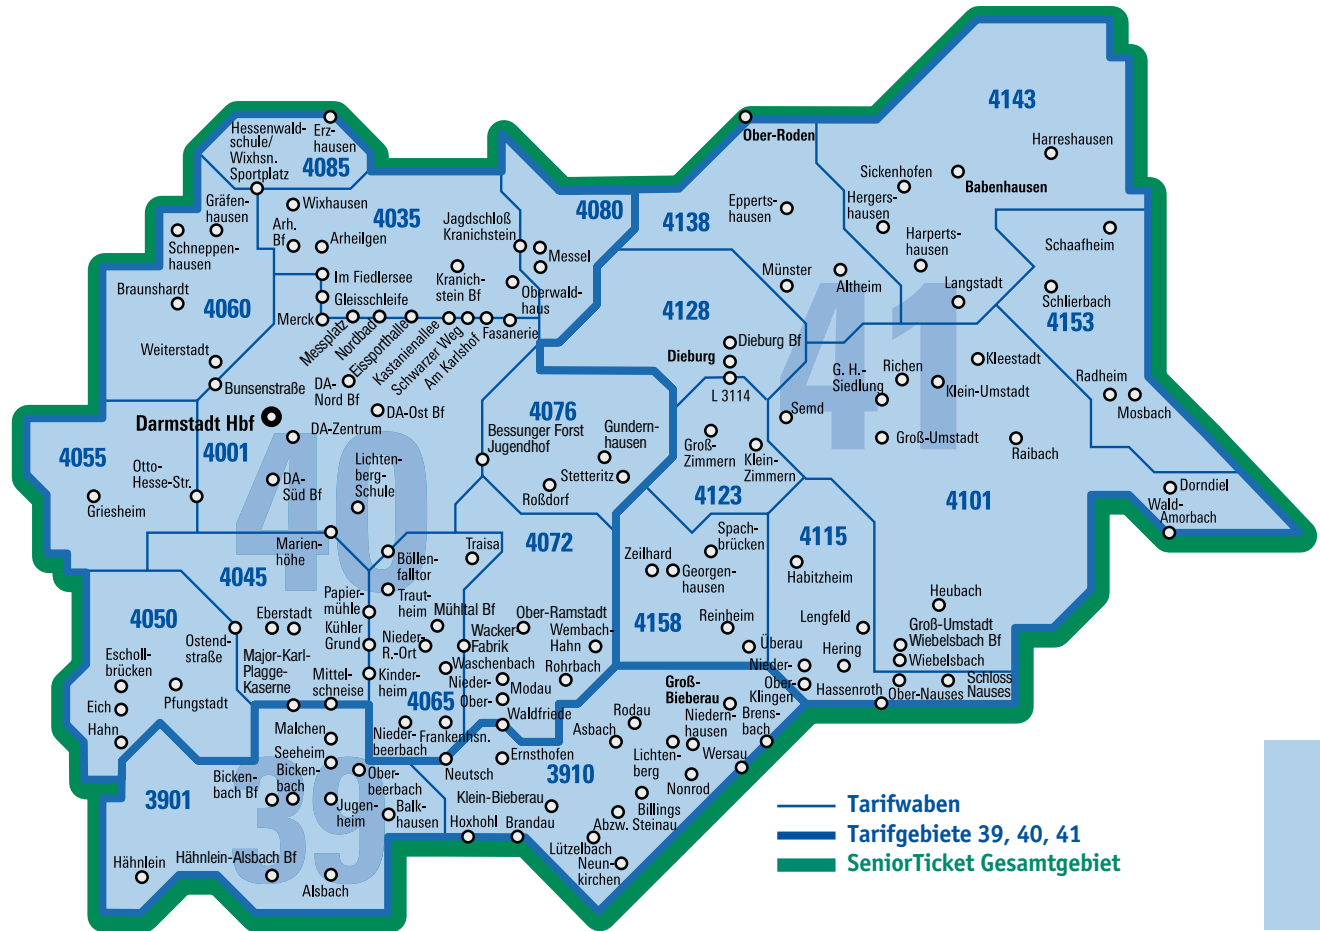 4143
Ober-Roden
Harreshausen
Hessenwald-
schule/
Wixhsn.
Sportplatz
Erz-
hausen
4085
Sickenhofen
Babenhausen
Hergers-
hausen
Gräfen-
hausen
Wixhausen
4035
4080
4138
Epperts-
hausen
Schneppen-
hausen
Arh.
Bf
Arheilgen
Jagdschloß
Kranichstein
Messel
Harperts-
hausen
Schaafheim
Braunshardt
4060
Im Fiedlersee
Gleisschleife
Merck
Kranich-
stein Bf
Oberwald-
haus
Münster
Altheim
Langstadt
Schlierbach
4153
Messplatz
Nordbad
Eissporthalle
Kastanienallee
Schwarzer Weg
Am Karlshof
Fasanerie
4128
41
Weiterstadt
Bunsenstraße
DA-
Nord Bf
Dieburg Bf
Dieburg
L 3114
G. H.-
Siedlung
Richen
Kleestadt
Klein-Umstadt
Radheim
Mosbach
Darmstadt Hbf
DA-Ost Bf
DA-Zentrum
4076
Bessunger Forst
Jugendhof
Gundern-
hausen
Semd
Groß-Umstadt
Raibach
4055
Otto-
Hesse-Str.
4001
40
Lichten-
berg-
Schule
Groß-
Zimmern
Klein-
Zimmern
Griesheim
DA-
Süd Bf
Stetteritz
Roßdorf
4123
4101
Dorndiel
Wald-
Amorbach
Marien-
höhe
Böllen-
falltor
Traisa
4072
Spach-
brücken
4115
Habitzheim
4045
Papier-
mühle
Traut-
heim
Zeilhard
Georgen-
hausen
4050
Ostend-
straße
Eberstadt
Kühler
Grund
Mühltal Bf
Nieder-
R.-Ort
Wacker-
Fabrik
Ober-Ramstadt
Wembach-
Hahn
4158
Reinheim
Überau
Lengfeld
Heubach
Groß-Umstadt
Wiebelsbach Bf
Wiebelsbach
Eschollbrücken
Pfungstadt
Major-Karl-
Plagge-
Kaserne
Mittel-
schneise
Kinder-
heim
Waschenbach
Nieder-
Ober-
Modau
Rohrbach
Nieder-
Ober-
Klingen
Hering
Hassenroth
Ober-Nauses
Schloss
Nauses
Eich
Hahn
4065
Nieder-
beerbach
Frankenhsn.
Waldfriede
Groß-
Bieberau
Rodau
Niedern-
hausen
Brens-
bach
Asbach
Malchen
Seeheim
Bickenbach Bf
Bicken-
bach
Ober-
beerbach
Neutsch
Ernsthofen
3910
Lichten-
berg
Wersau
Nonrod
3901
39
Jugen-
heim
Balk-
hausen
Klein-Bieberau
Billings
Abzw. Steinau
Hoxhohl
Brandau
Lützelbach
Neun-
kirchen
Hähnlein
Hähnlein-Alsbach Bf
Alsbach
Tarifwaben
Tarifgebiete 39, 40, 41
SeniorTicket Gesamtgebiet